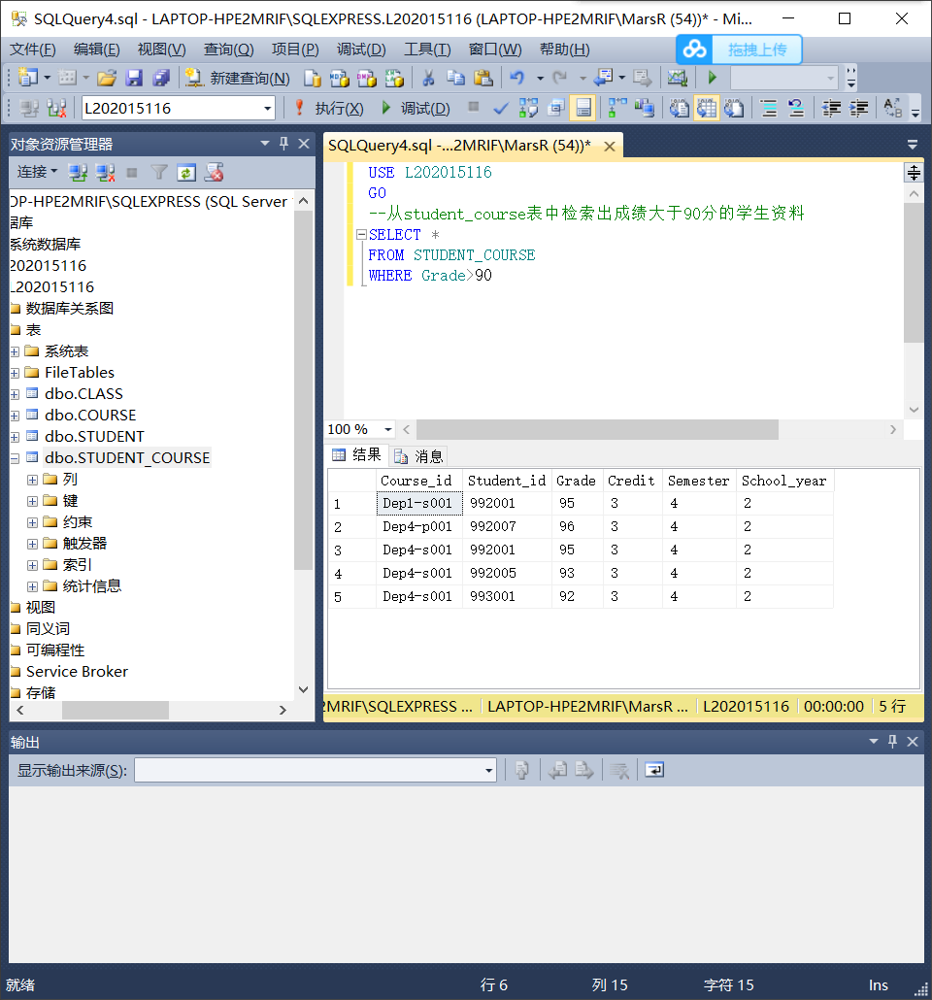 SQLQuery4.sql - LAPTOP-HPE2MRIF\SQLEXPRESS.L202015116 (LAPTOP-HPE2MRIF\MarsR (54))* - Mi...
文件(F) 编辑(E) 视图(V) 查询(Q) 项目(P) 调试(D) 工具(T) 窗口(W) 帮助(H)
拖拽上传
新建查询(N)
L202015116 执行(X) 调试(D)
对象资源管理器
连接
OP-HPE2MRIF\SQLEXPRESS (SQL Server
据库
系统数据库
202015116
L202015116
数据库关系图
表
系统表
FileTables
dbo.CLASS
dbo.COURSE
dbo.STUDENT
dbo.STUDENT_COURSE
列
键
约束
触发器
索引
统计信息
视图
同义词
可编程性
Service Broker
存储
SQLQuery4.sql -...2MRIF\MarsR (54))*
USE L202015116
GO
--从student_course表中检索出成绩大于90分的学生资料
SELECT *
FROM STUDENT_COURSE
WHERE Grade>90
100 %
结果 消息
Course_id Student_id Grade Credit Semester School_year
1 Dep1-s001 992001 95 3 4 2
2 Dep4-p001 992007 96 3 4 2
3 Dep4-s001 992001 95 3 4 2
4 Dep4-s001 992005 93 3 4 2
5 Dep4-s001 993001 92 3 4 2
2MRIF\SQLEXPRESS ... LAPTOP-HPE2MRIF\MarsR ... L202015116 00:00:00 5 行
输出
显示输出来源(S):
就绪 行 6 列 15 字符 15 Ins